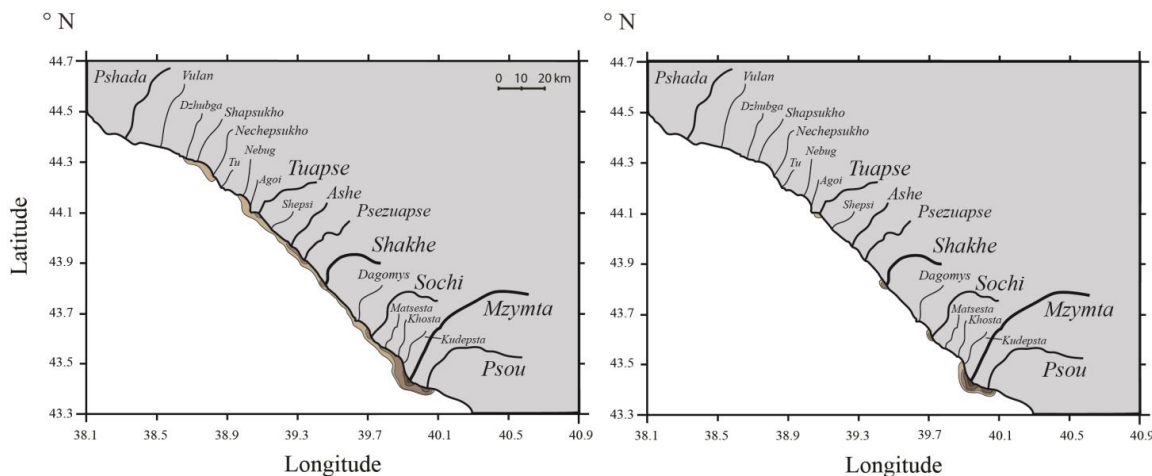 ° N
44.7
44.5
44.3
44.1
43.9
43.7
43.5
43.3
Latitude
Pshada
Vulan
Dzhubga
Shapsukho
Nechepsukho
Tu
Nebug
Agoi
Tuapse
Shepsi
Ashe
Psezuapse
Shakhe
Dagomys
Sochi
Matsesta
Khosta
Kudepsta
Mzymta
Psou
0 10 20 km
38.1 38.5 38.9 39.3 39.7 40.1 40.5 40.9
Longitude
° N
44.7
44.5
44.3
44.1
43.9
43.7
43.5
43.3
Pshada
Vulan
Dzhubga
Shapsukho
Nechepsukho
Tu
Nebug
Agoi
Tuapse
Shepsi
Ashe
Psezuapse
Shakhe
Dagomys
Sochi
Matsesta
Khosta
Kudepsta
Mzymta
Psou
38.1 38.5 38.9 39.3 39.7 40.1 40.5 40.9
Longitude